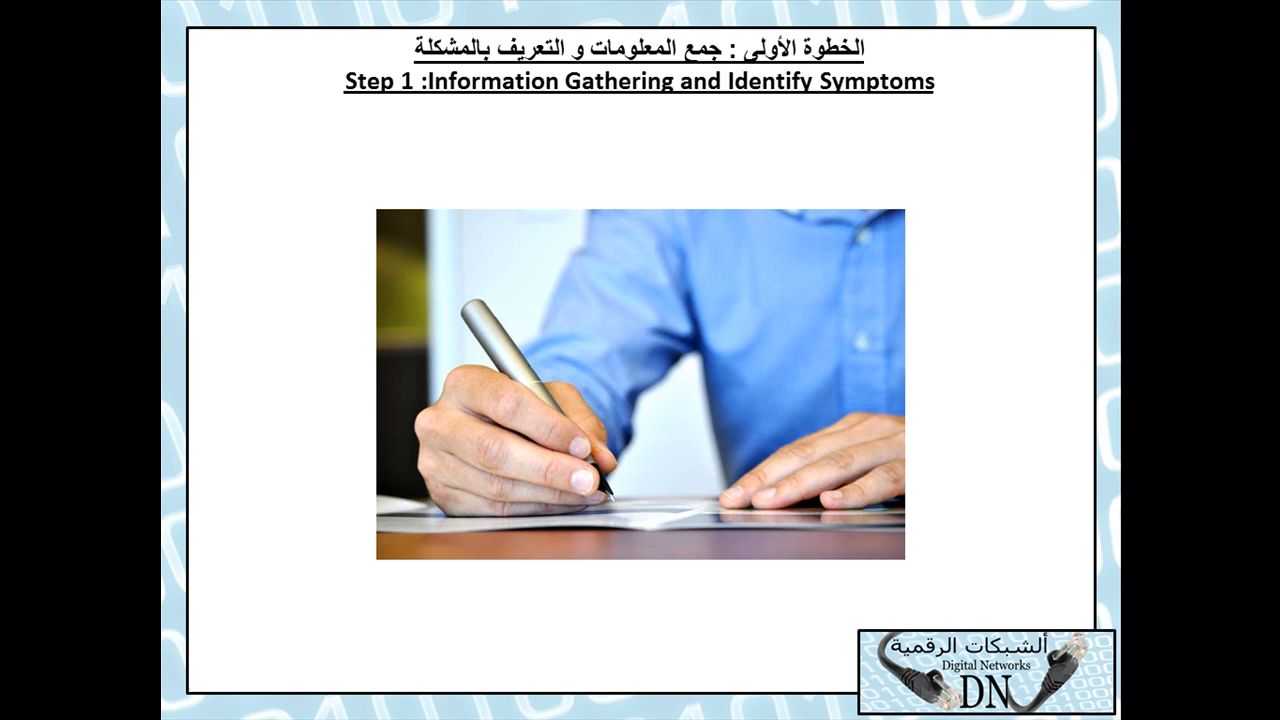 الخطوة الأولى : جمع المعلومات و التعريف بالمشكلة
Step 1 :Information Gathering and Identify Symptoms
ألشبكات الرقمية
Digital Networks
DN